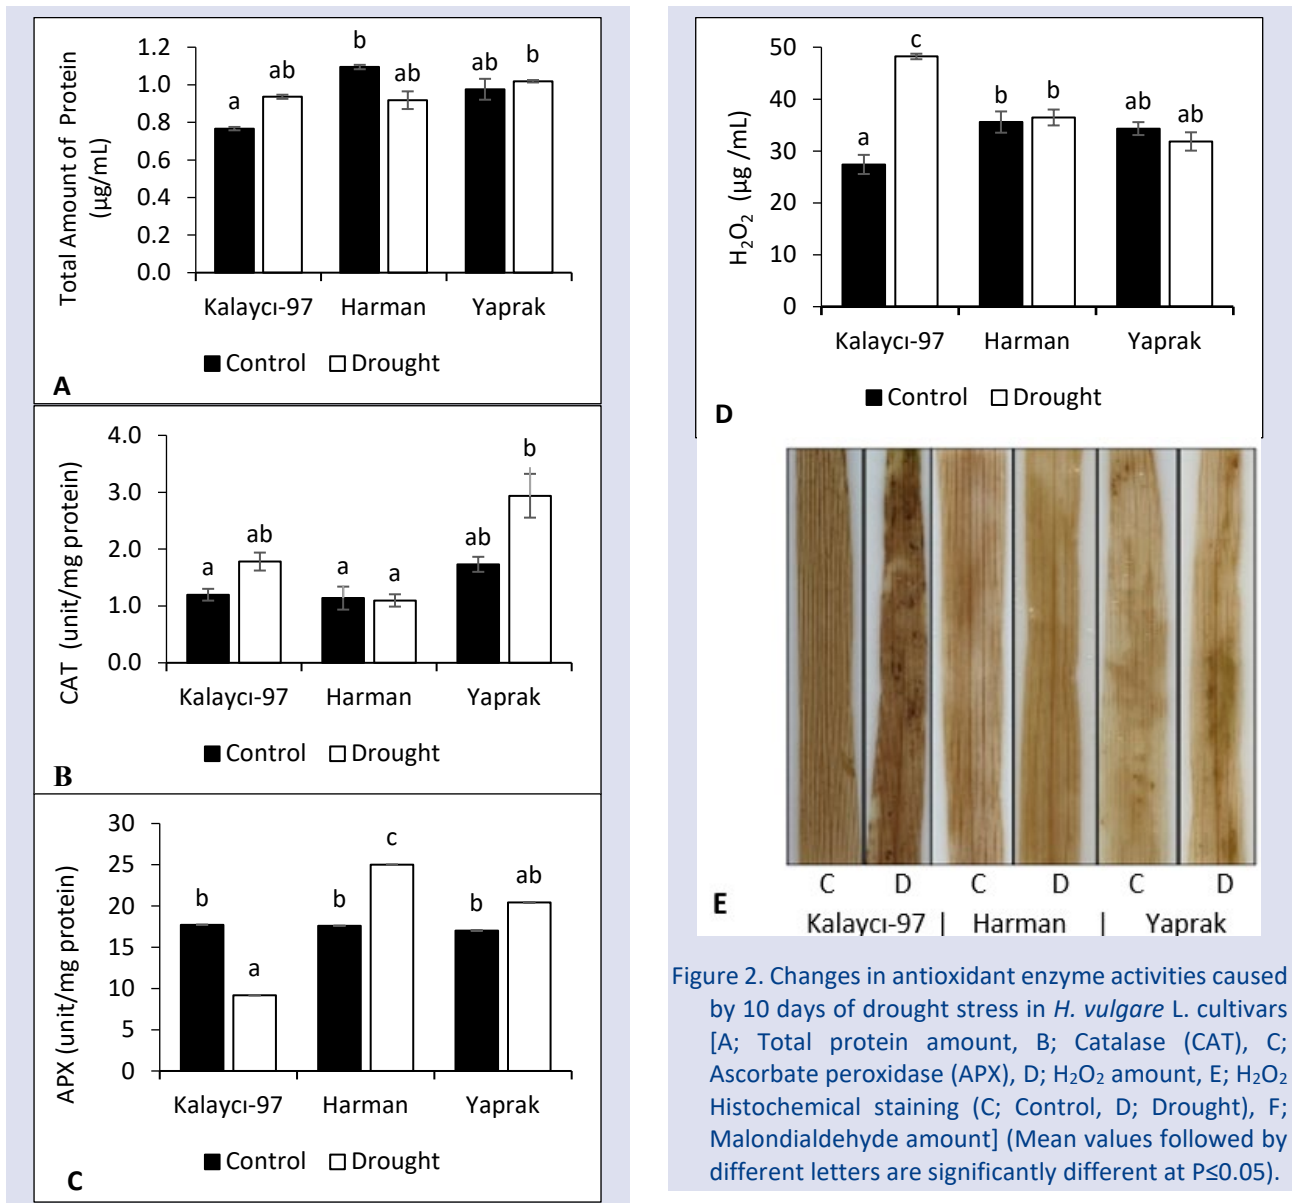 Total Amount of Protein
(µg/mL)
1.2
1.0
0.8
0.6
0.4
0.2
0.0
a
ab
b
ab
ab
b
Kalaycı-97 Harman Yaprak
Control Drought
A
CAT (unit/mg protein)
4.0
3.0
2.0
1.0
0.0
a
ab
a
a
ab
b
Kalaycı-97 Harman Yaprak
Control Drought
B
APX (unit/mg protein)
30
25
20
15
10
5
0
b
a
b
c
b
ab
Kalaycı-97 Harman Yaprak
Control Drought
C
H₂O₂ (µg /mL)
50
40
30
20
10
0
a
c
b
b
ab
ab
Kalaycı-97 Harman Yaprak
Control Drought
D
C D C D C D
E
Kalaycı-97 | Harman | Yaprak
Figure 2. Changes in antioxidant enzyme activities caused
by 10 days of drought stress in H. vulgare L. cultivars
[A; Total protein amount, B; Catalase (CAT), C;
Ascorbate peroxidase (APX), D; H₂O₂ amount, E; H₂O₂
Histochemical staining (C; Control, D; Drought), F;
Malondialdehyde amount] (Mean values followed by
different letters are significantly different at P≤0.05).